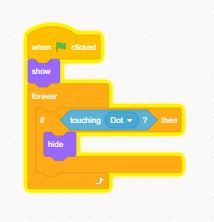 when clicked
show
forever
if touching Dot ? then
hide